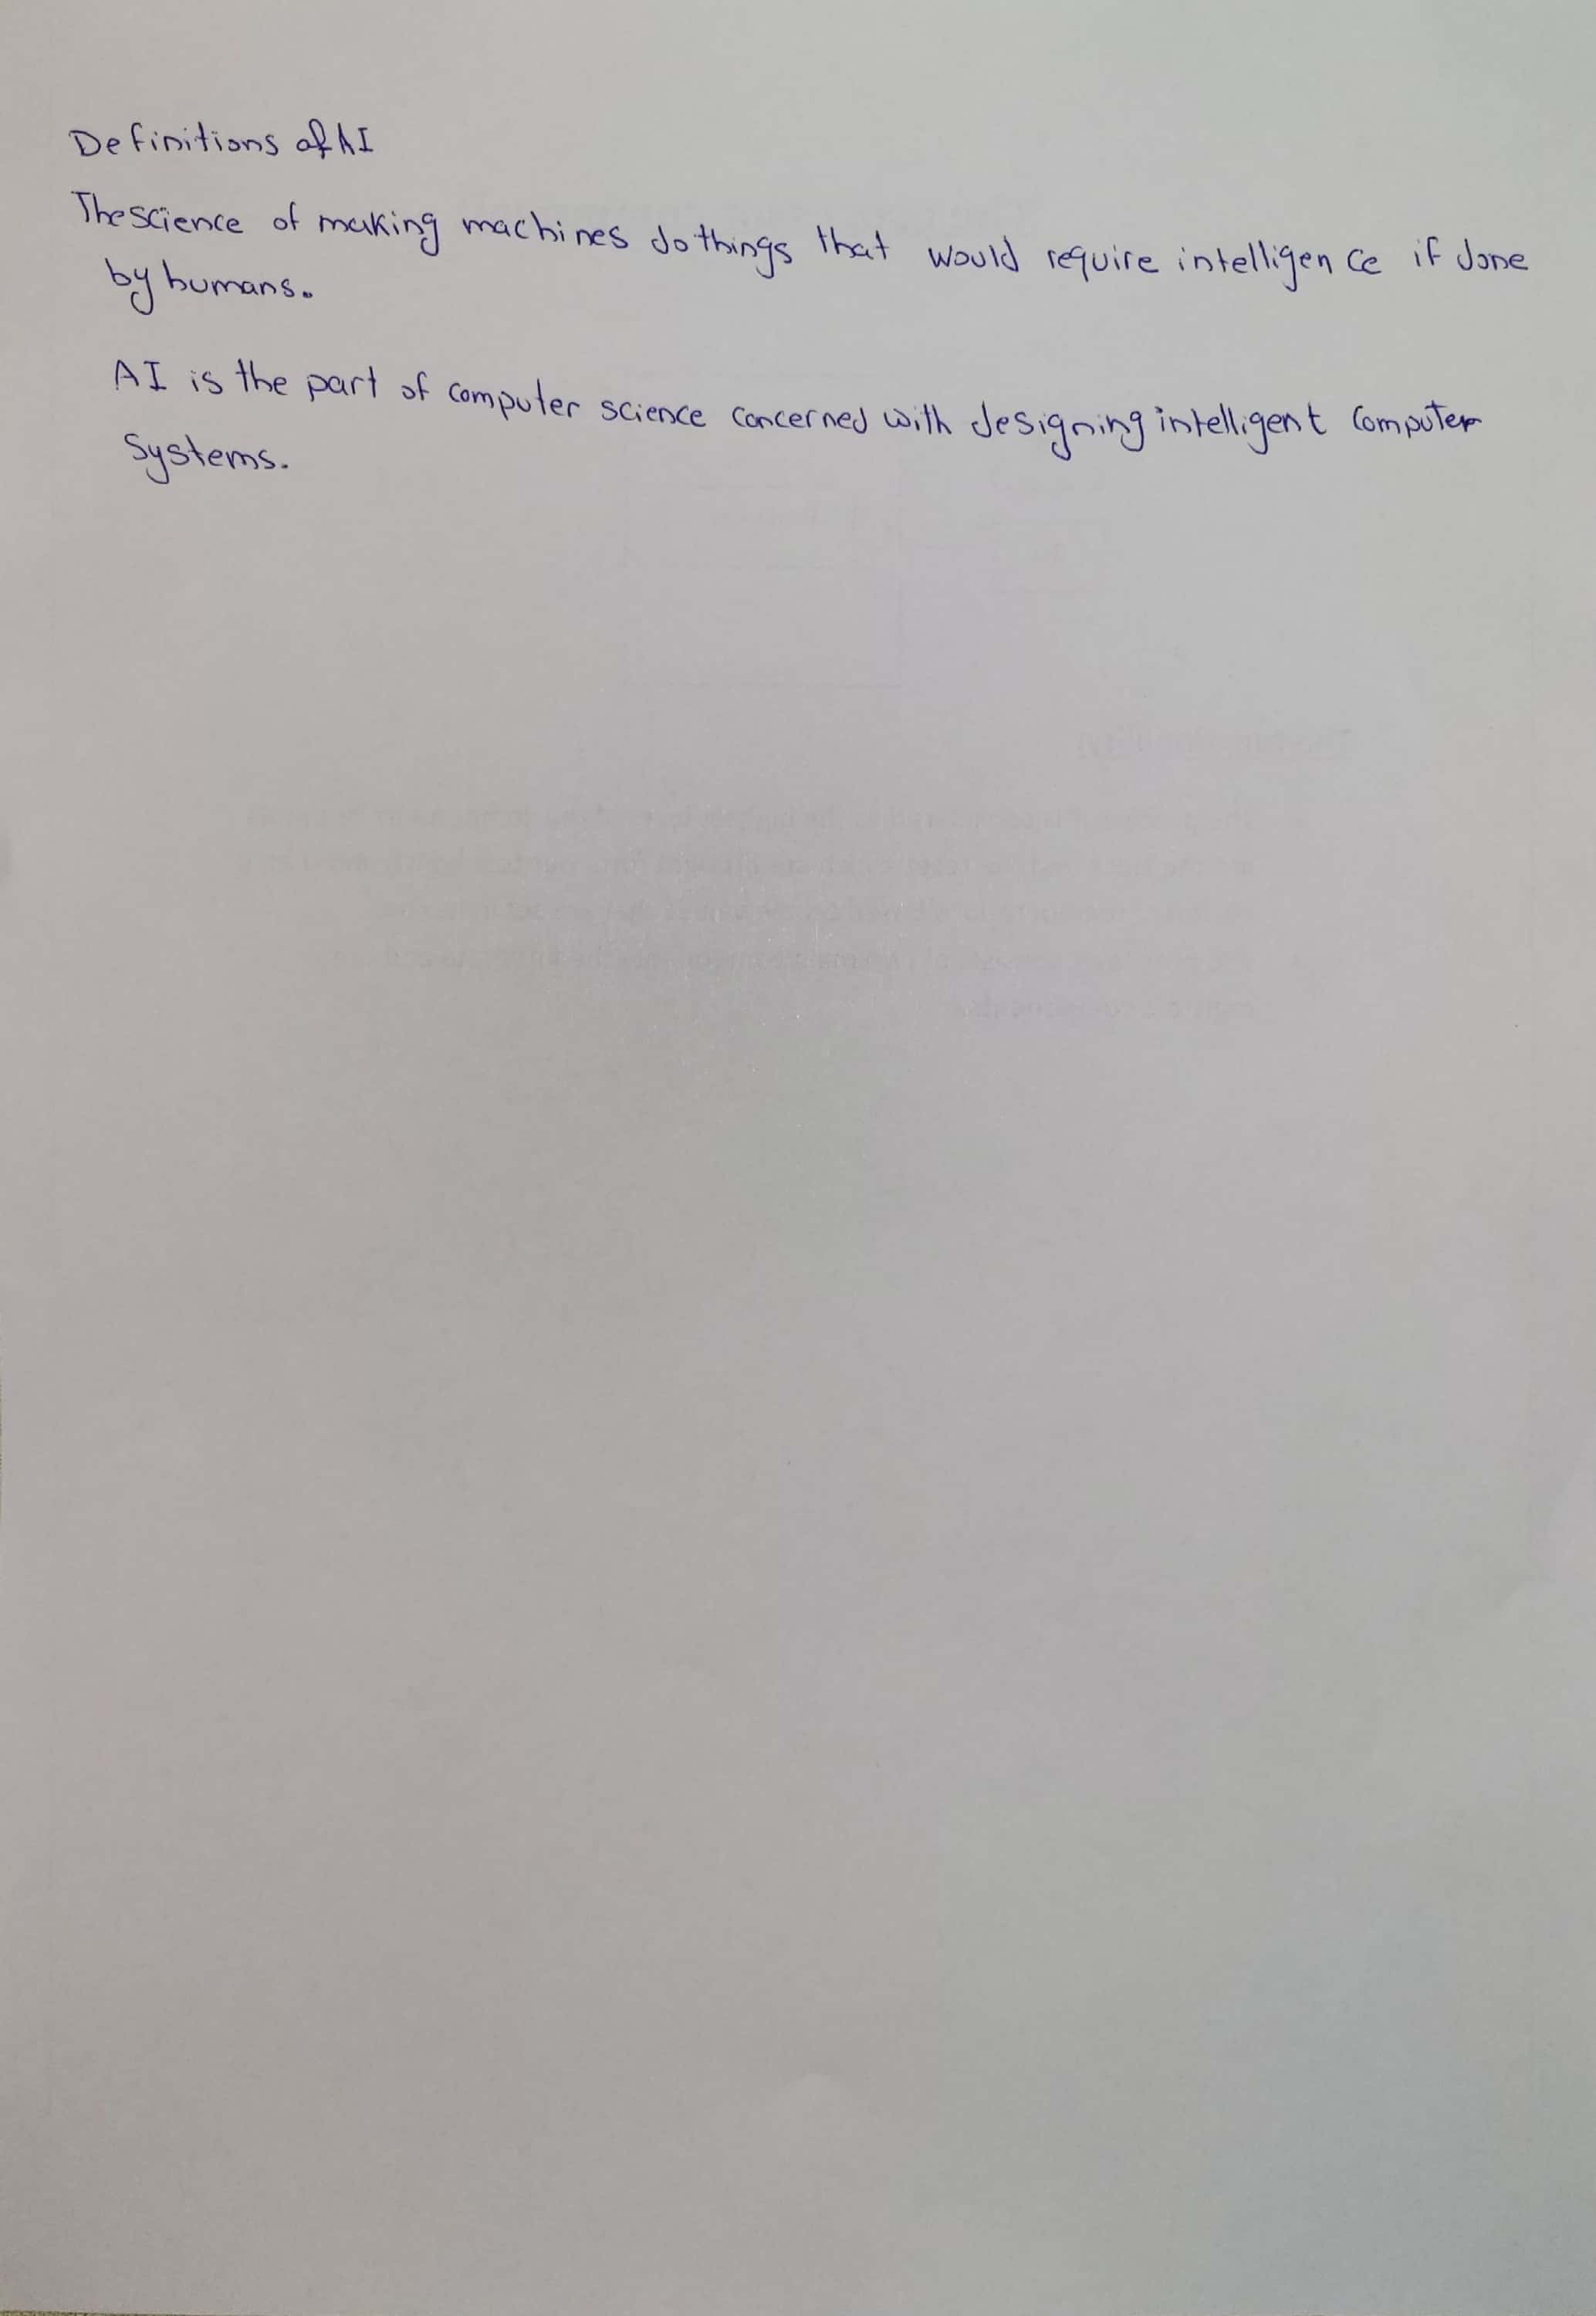 Definitions of AI
The science of making machines do things that would require intelligence if done
by humans.
AI is the part of computer science concerned with designing intelligent computer
systems.